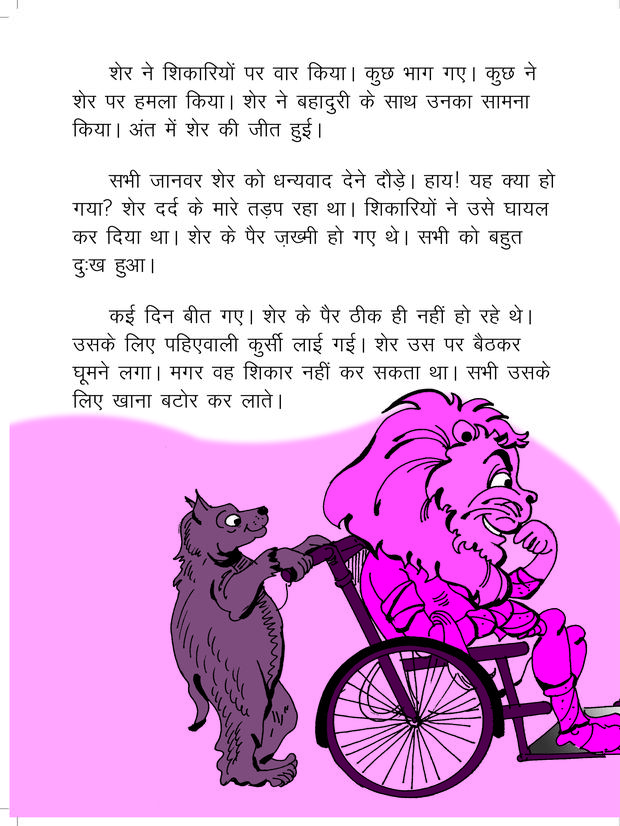 शेर ने शिकारियों पर वार किया। कुछ भाग गए। कुछ ने
शेर पर हमला किया। शेर ने बहादुरी के साथ उनका सामना
किया। अंत में शेर की जीत हुई।
सभी जानवर शेर को धन्यवाद देने दौड़े। हाय! यह क्या हो
गया? शेर दर्द के मारे तड़प रहा था। शिकारियों ने उसे घायल
कर दिया था। शेर के पैर ज़ख्मी हो गए थे। सभी को बहुत
दुःख हुआ।
कई दिन बीत गए। शेर के पैर ठीक ही नहीं हो रहे थे।
उसके लिए पहिएवाली कुर्सी लाई गई। शेर उस पर बैठकर
घूमने लगा। मगर वह शिकार नहीं कर सकता था। सभी उसके
लिए खाना बटोर कर लाते।